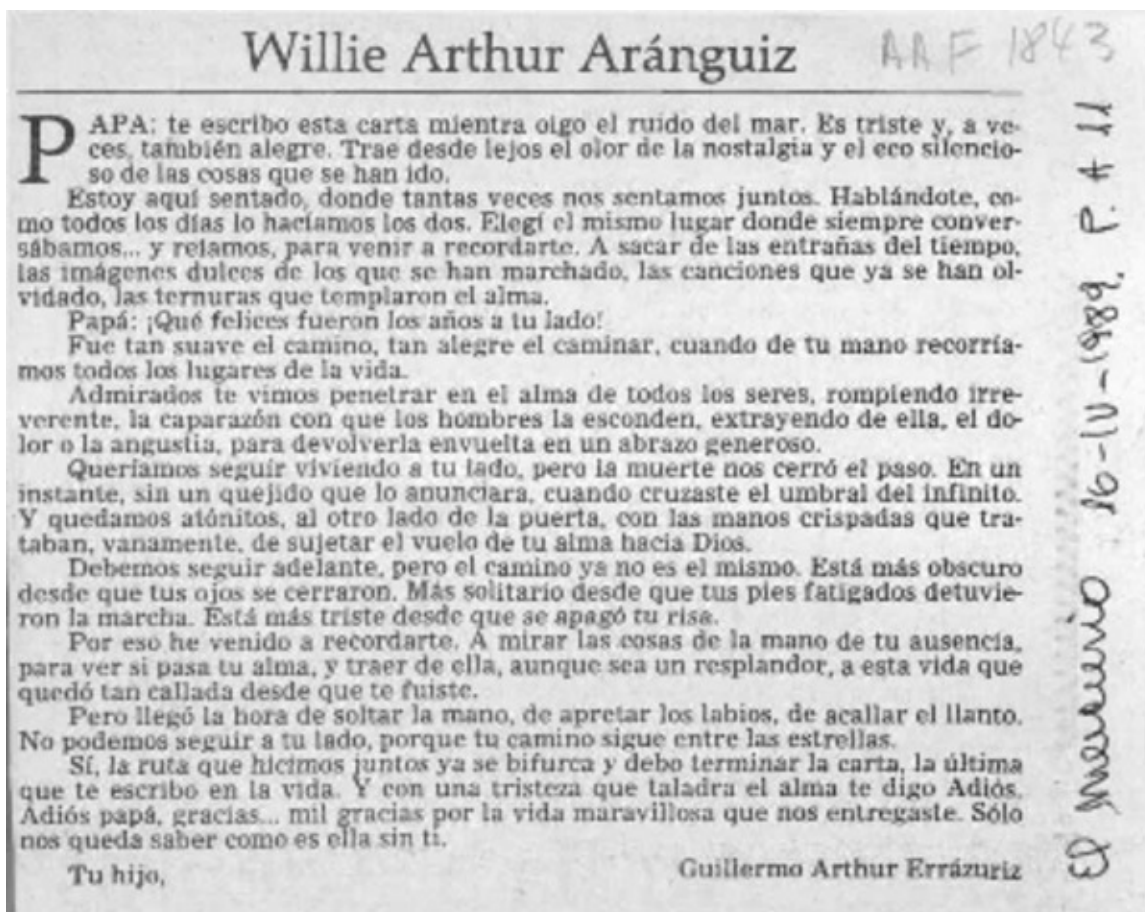 Willie Arthur Aránguiz
AAF 1843
PAPA: te escribo esta carta mientra oigo el ruido del mar. Es triste y, a ve-
ces, también alegre. Trae desde lejos el olor de la nostalgia y el eco silencio-
so de las cosas que se han ido.
Estoy aquí sentado, donde tantas veces nos sentamos juntos. Hablándote, co-
mo todos los días lo hacíamos los dos. Elegí el mismo lugar donde siempre conver-
sábamos... y reíamos, para venir a recordarte. A sacar de las entrañas del tiempo,
las imágenes dulces de los que se han marchado, las canciones que ya se han ol-
vidado, las ternuras que templaron el alma.
Papá: ¡Qué felices fueron los años a tu lado!
Fue tan suave el camino, tan alegre el caminar, cuando de tu mano recorría-
mos todos los lugares de la vida.
Admirados te vimos penetrar en el alma de todos los seres, rompiendo irre-
verente, la caparazón con que los hombres la esconden, extrayendo de ella, el do-
lor o la angustia, para devolverla envuelta en un abrazo generoso.
Queríamos seguir viviendo a tu lado, pero la muerte nos cerró el paso. En un
instante, sin un quejido que lo anunciara, cuando cruzaste el umbral del infinito.
Y quedamos atónitos, al otro lado de la puerta, con las manos crispadas que tra-
taban, vanamente, de sujetar el vuelo de tu alma hacia Dios.
Debemos seguir adelante, pero el camino ya no es el mismo. Está más obscuro
desde que tus ojos se cerraron. Más solitario desde que tus pies fatigados detuvie-
ron la marcha. Está más triste desde que se apagó tu risa.
Por eso he venido a recordarte. A mirar las cosas de la mano de tu ausencia,
para ver si pasa tu alma, y traer de ella, aunque sea un resplandor, a esta vida que
quedó tan callada desde que te fuiste.
Pero llegó la hora de soltar la mano, de apretar los labios, de acallar el llanto.
No podemos seguir a tu lado, porque tu camino sigue entre las estrellas.
Sí, la ruta que hicimos juntos ya se bifurca y debo terminar la carta, la última
que te escribo en la vida. Y con una tristeza que taladra el alma te digo Adiós.
Adiós papá, gracias... mil gracias por la vida maravillosa que nos entregaste. Sólo
nos queda saber como es ella sin ti.
Tu hijo,
Guillermo Arthur Errázuriz
El Mercurio 16-IV-1989. P. A 11